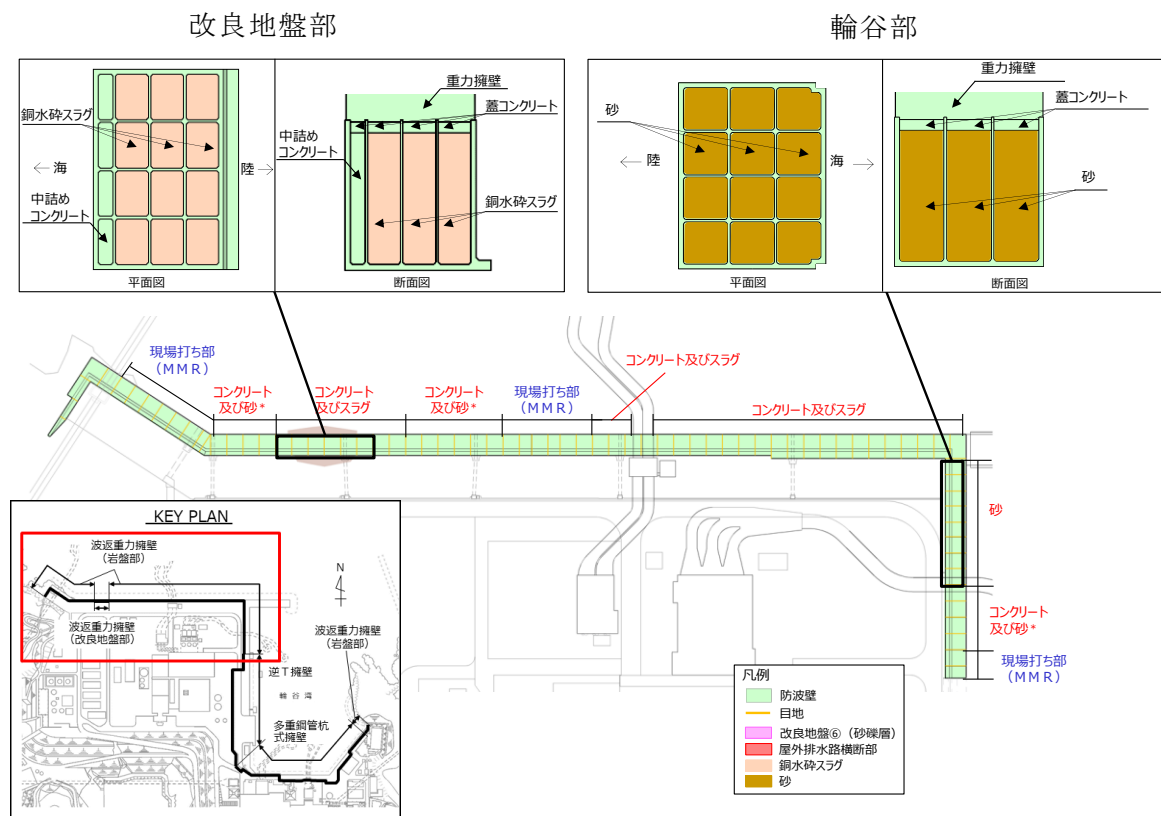 改良地盤部
輪谷部
銅水砕スラグ
← 海
陸 →
中詰め
コンクリート
平面図
重力擁壁
蓋コンクリート
中詰め
コンクリート
銅水砕スラグ
断面図
砂
← 陸
海 →
平面図
重力擁壁
蓋コンクリート
砂
断面図
現場打ち部
(MMR)
コンクリート
及び砂*
コンクリート
及びスラグ
コンクリート
及び砂*
現場打ち部
(MMR)
コンクリート及びスラグ
コンクリート及びスラグ
砂
コンクリート
及び砂*
現場打ち部
(MMR)
KEY PLAN
波返重力擁壁
(岩盤部)
波返重力擁壁
(改良地盤部)
N
波返重力擁壁
(岩盤部)
逆T擁壁
輪谷湾
多重鋼管杭
式擁壁
凡例
防波壁
目地
改良地盤⑥(砂礫層)
屋外排水路横断部
銅水砕スラグ
砂